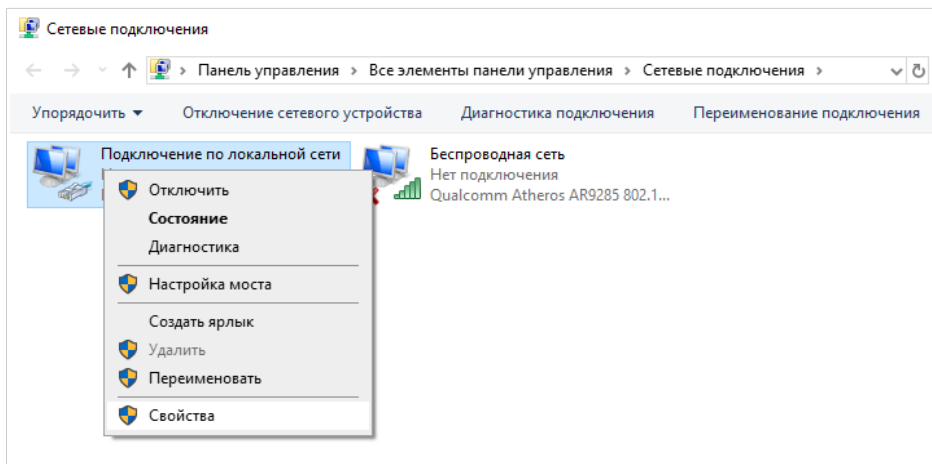 Сетевые подключения
Панель управления > Все элементы панели управления > Сетевые подключения >
Упорядочить Отключение сетевого устройства Диагностика подключения Переименование подключения
Подключение по локальной сети
Беспроводная сеть
Нет подключения
Qualcomm Atheros AR9285 802.1...
Отключить
Состояние
Диагностика
Настройка моста
Создать ярлык
Удалить
Переименовать
Свойства